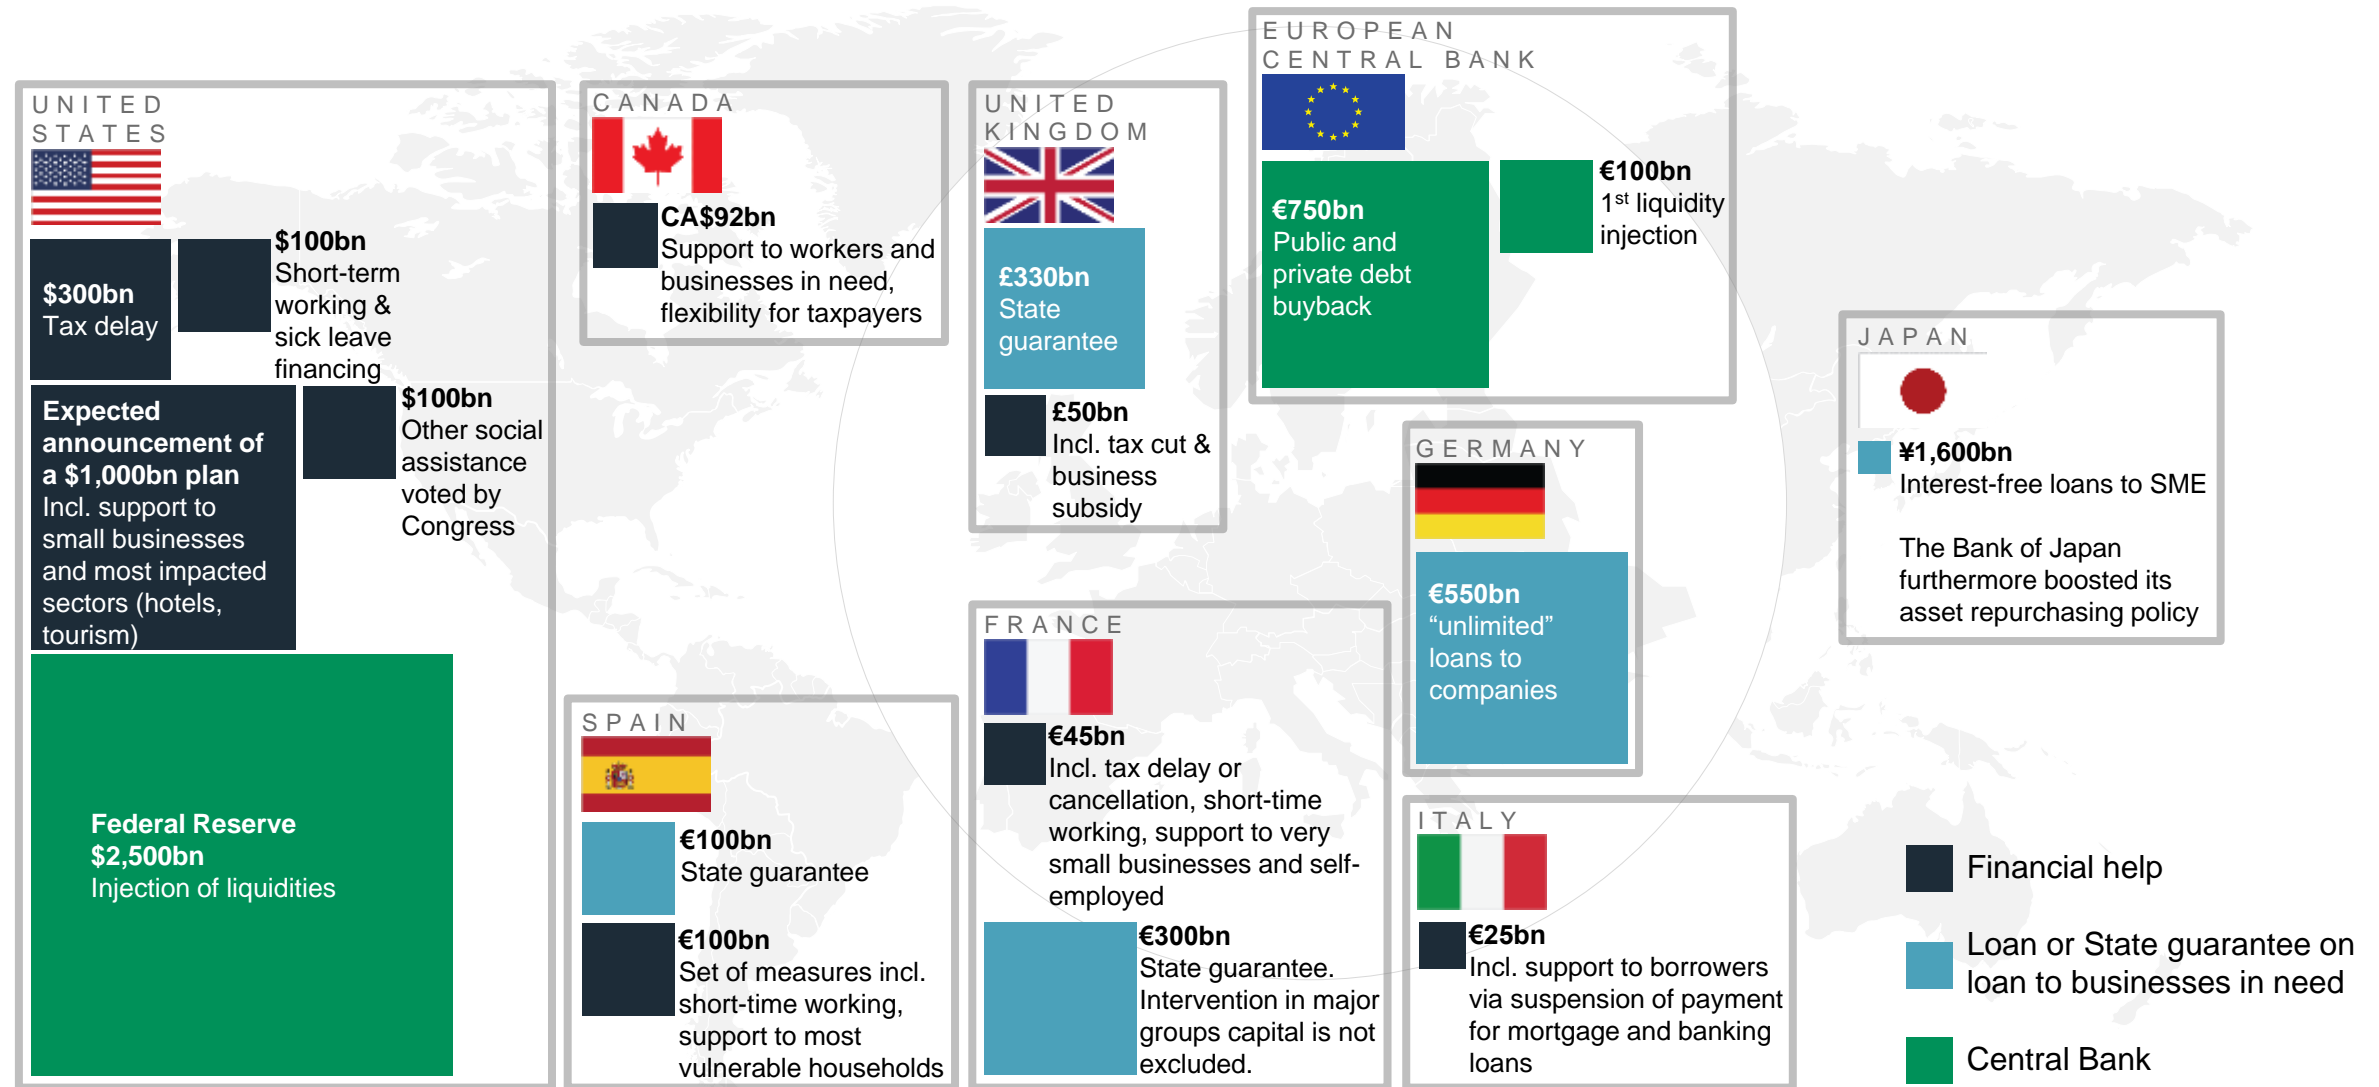 UNITED
STATES
$300bn
Tax delay
$100bn
Short-term
working &
sick leave
financing
Expected
announcement of
a $1,000bn plan
Incl. support to
small businesses
and most impacted
sectors (hotels,
tourism)
$100bn
Other social
assistance
voted by
Congress
Federal Reserve
$2,500bn
Injection of liquidities
CANADA
CA$92bn
Support to workers and
businesses in need,
flexibility for taxpayers
SPAIN
€100bn
State guarantee
€100bn
Set of measures incl.
short-time working,
support to most
vulnerable households
UNITED
KINGDOM
£330bn
State
guarantee
£50bn
Incl. tax cut &
business
subsidy
FRANCE
€45bn
Incl. tax delay or
cancellation, short-time
working, support to very
small businesses and self-
employed
€300bn
State guarantee.
Intervention in major
groups capital is not
excluded.
EUROPEAN
CENTRAL BANK
€750bn
Public and
private debt
buyback
€100bn
1st liquidity
injection
GERMANY
€550bn
“unlimited”
loans to
companies
ITALY
€25bn
Incl. support to borrowers
via suspension of payment
for mortgage and banking
loans
JAPAN
¥1,600bn
Interest-free loans to SME
The Bank of Japan
furthermore boosted its
asset repurchasing policy
Financial help
Loan or State guarantee on
loan to businesses in need
Central Bank